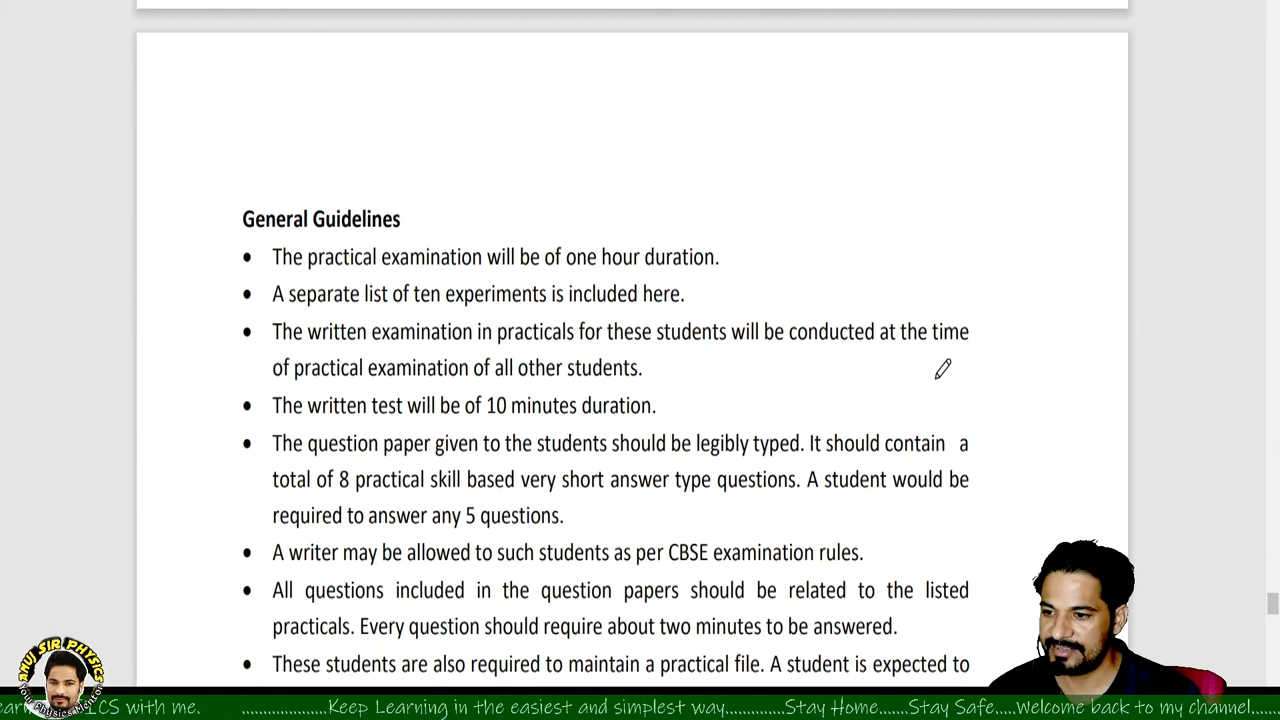 General Guidelines
• The practical examination will be of one hour duration.
• A separate list of ten experiments is included here.
• The written examination in practicals for these students will be conducted at the time
of practical examination of all other students.
• The written test will be of 10 minutes duration.
• The question paper given to the students should be legibly typed. It should contain a
total of 8 practical skill based very short answer type questions. A student would be
required to answer any 5 questions.
• A writer may be allowed to such students as per CBSE examination rules.
• All questions included in the question papers should be related to the listed
practicals. Every question should require about two minutes to be answered.
• These students are also required to maintain a practical file. A student is expected to
ANUJ SIR PHYSICS
Your Physics Mentor
ICS with me. ..................Keep Learning in the easiest and simplest way............Stay Home....Stay Safe....Welcome back to my channel.......